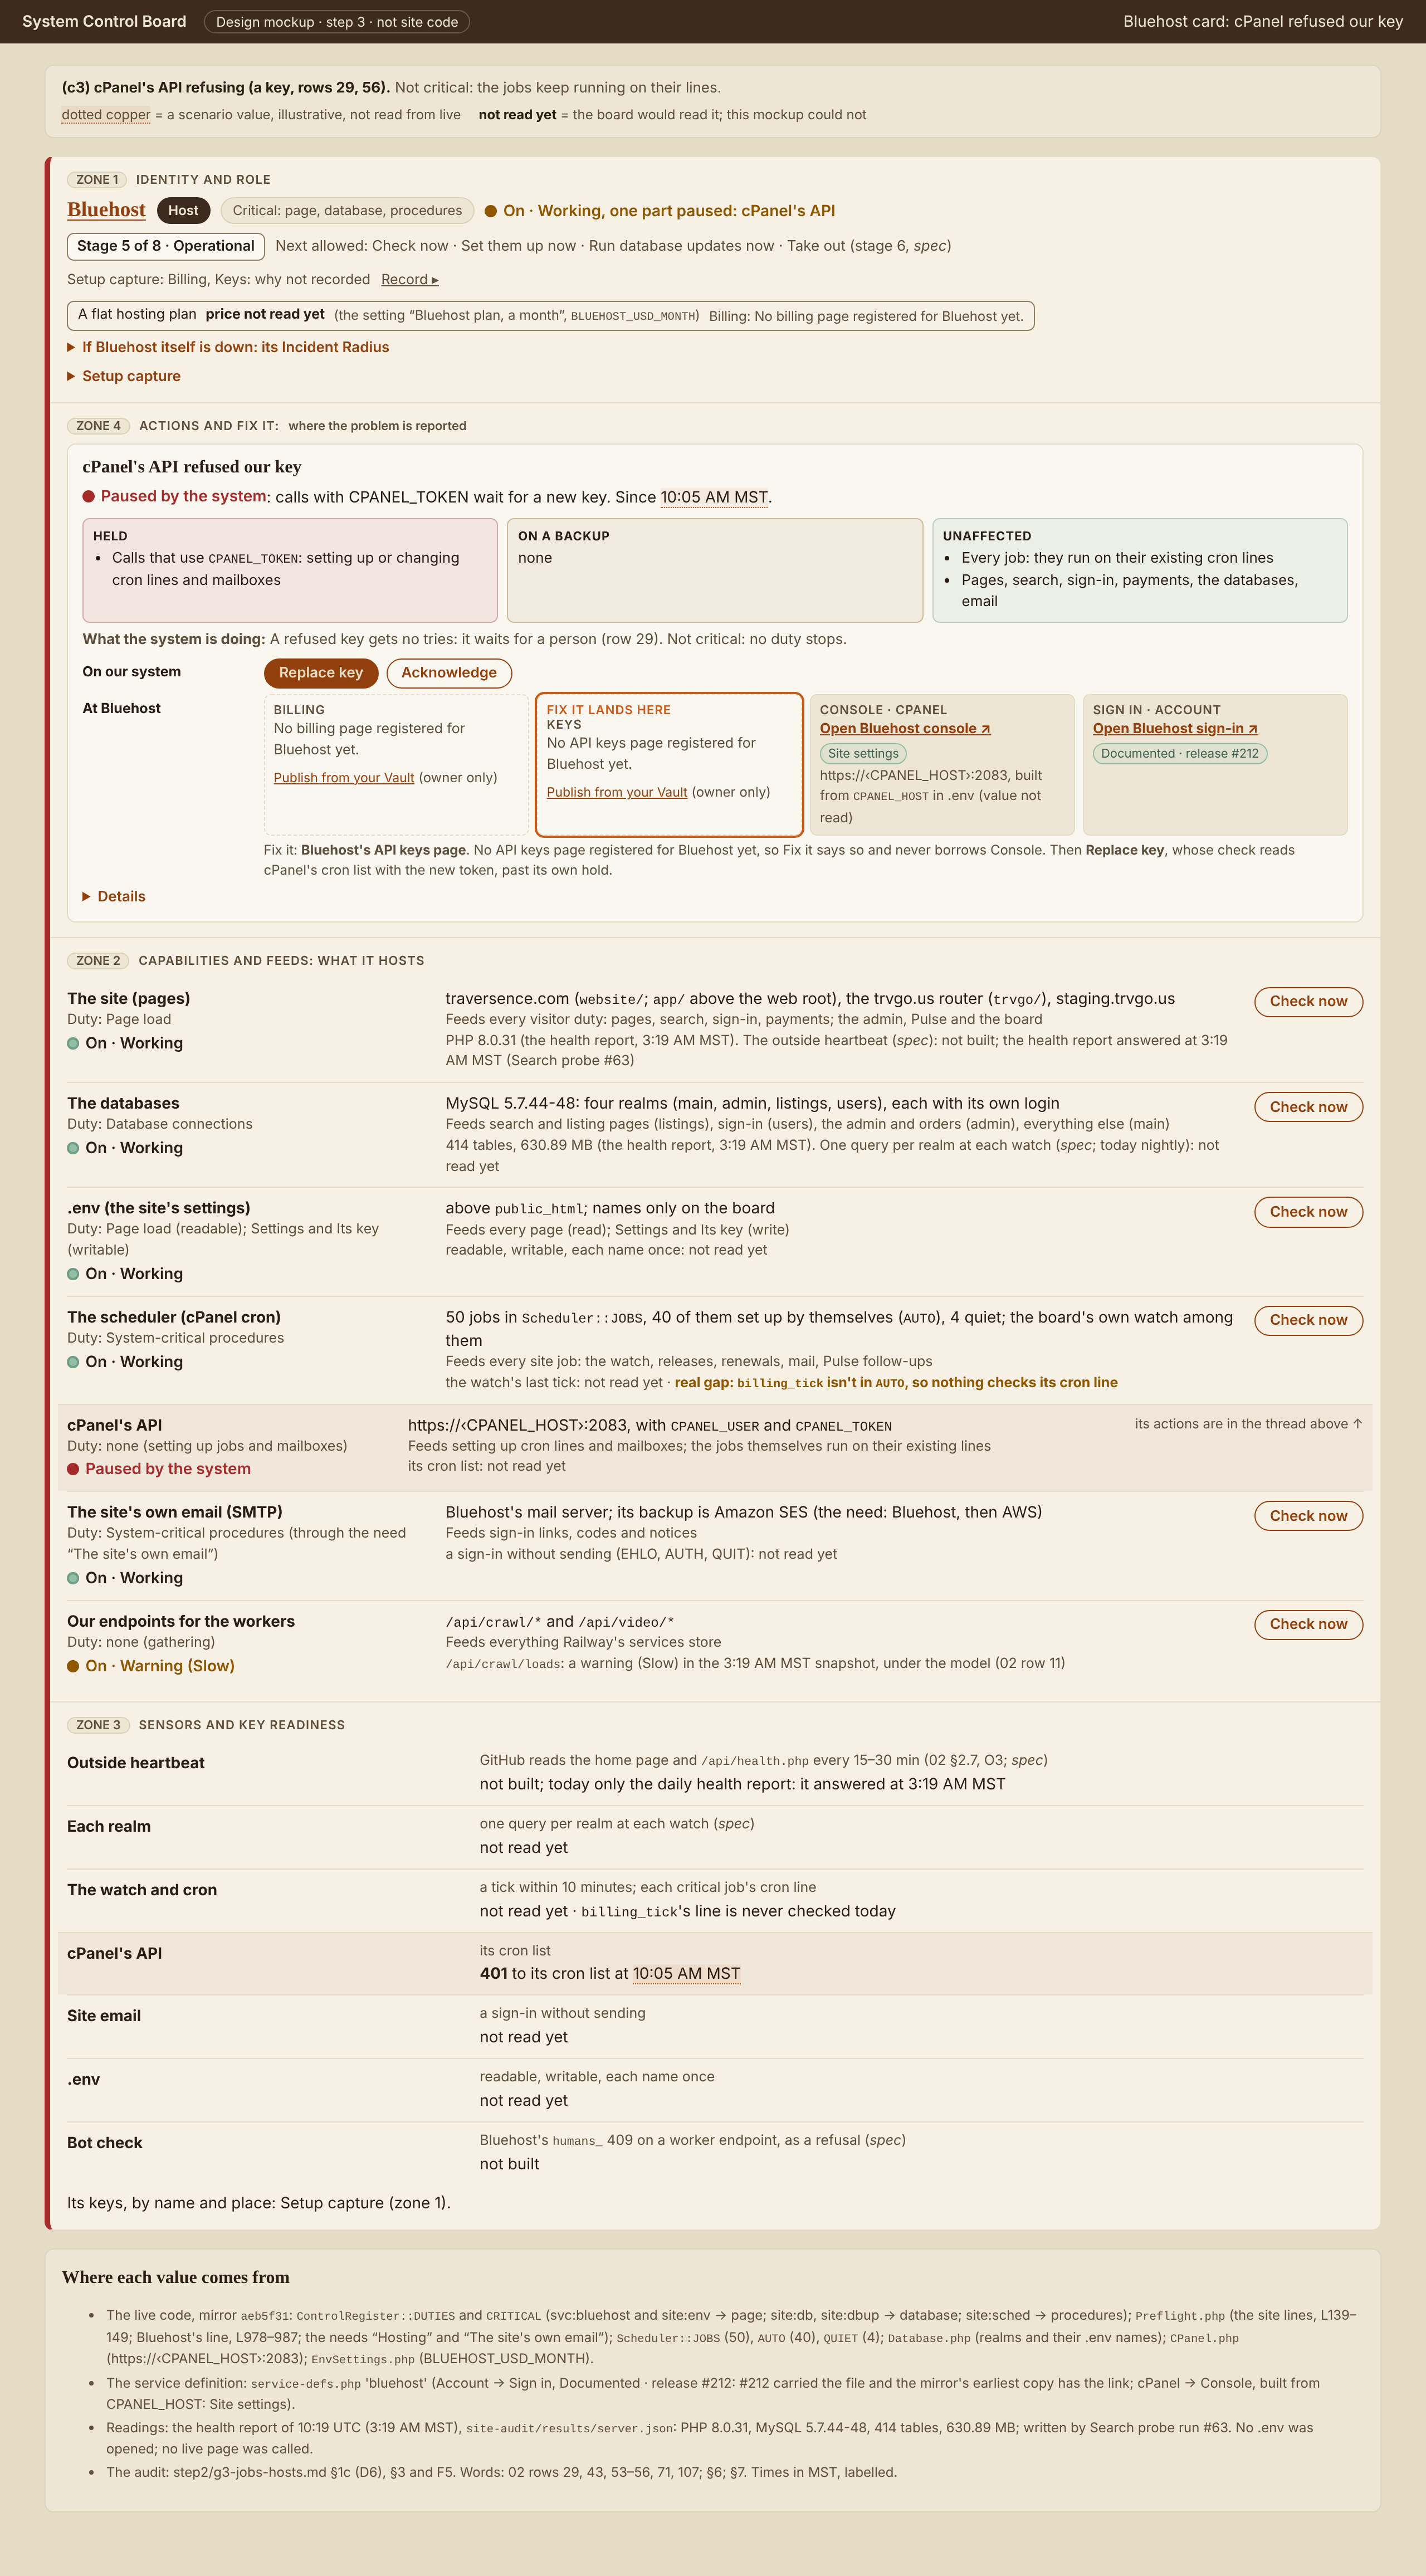 System Control Board
Design mockup · step 3 · not site code
Bluehost card: cPanel refused our key
(c3) cPanel's API refusing (a key, rows 29, 56). Not critical: the jobs keep running on their lines.
dotted copper = a scenario value, illustrative, not read from live not read yet = the board would read it; this mockup could not
ZONE 1 IDENTITY AND ROLE
Bluehost Host Critical: page, database, procedures On · Working, one part paused: cPanel's API
Stage 5 of 8 · Operational Next allowed: Check now · Set them up now · Run database updates now · Take out (stage 6, spec)
Setup capture: Billing, Keys: why not recorded Record ▸
A flat hosting plan price not read yet (the setting “Bluehost plan, a month”, BLUEHOST_USD_MONTH) Billing: No billing page registered for Bluehost yet.
▶ If Bluehost itself is down: its Incident Radius
▶ Setup capture
ZONE 4 ACTIONS AND FIX IT: where the problem is reported
cPanel's API refused our key
Paused by the system: calls with CPANEL_TOKEN wait for a new key. Since 10:05 AM MST.
HELD
• Calls that use CPANEL_TOKEN: setting up or changing
cron lines and mailboxes
ON A BACKUP
none
UNAFFECTED
• Every job: they run on their existing cron lines
• Pages, search, sign-in, payments, the databases,
email
What the system is doing: A refused key gets no tries: it waits for a person (row 29). Not critical: no duty stops.
On our system
Replace key
Acknowledge
At Bluehost
BILLING
No billing page registered for
Bluehost yet.
Publish from your Vault (owner only)
FIX IT LANDS HERE
KEYS
No API keys page registered for
Bluehost yet.
Publish from your Vault (owner only)
CONSOLE · CPANEL
Open Bluehost console ↗
Site settings
https://‹CPANEL_HOST›:2083, built
from CPANEL_HOST in .env (value not
read)
SIGN IN · ACCOUNT
Open Bluehost sign-in ↗
Documented · release #212
Fix it: Bluehost's API keys page. No API keys page registered for Bluehost yet, so Fix it says so and never borrows Console. Then Replace key, whose check reads
cPanel's cron list with the new token, past its own hold.
▶ Details
ZONE 2 CAPABILITIES AND FEEDS: WHAT IT HOSTS
The site (pages)
Duty: Page load
On · Working
traversence.com (website/; app/ above the web root), the trvgo.us router (trvgo/), staging.trvgo.us
Feeds every visitor duty: pages, search, sign-in, payments; the admin, Pulse and the board
PHP 8.0.31 (the health report, 3:19 AM MST). The outside heartbeat (spec): not built; the health report answered at 3:19
AM MST (Search probe #63)
Check now
The databases
Duty: Database connections
On · Working
MySQL 5.7.44-48: four realms (main, admin, listings, users), each with its own login
Feeds search and listing pages (listings), sign-in (users), the admin and orders (admin), everything else (main)
414 tables, 630.89 MB (the health report, 3:19 AM MST). One query per realm at each watch (spec; today nightly): not
read yet
Check now
.env (the site's settings)
Duty: Page load (readable); Settings and Its key
(writable)
On · Working
above public_html; names only on the board
Feeds every page (read); Settings and Its key (write)
readable, writable, each name once: not read yet
Check now
The scheduler (cPanel cron)
Duty: System-critical procedures
On · Working
50 jobs in Scheduler::JOBS, 40 of them set up by themselves (AUTO), 4 quiet; the board's own watch among
them
Feeds every site job: the watch, releases, renewals, mail, Pulse follow-ups
the watch's last tick: not read yet · real gap: billing_tick isn't in AUTO, so nothing checks its cron line
Check now
cPanel's API
Duty: none (setting up jobs and mailboxes)
Paused by the system
https://‹CPANEL_HOST›:2083, with CPANEL_USER and CPANEL_TOKEN
Feeds setting up cron lines and mailboxes; the jobs themselves run on their existing lines
its cron list: not read yet
its actions are in the thread above ↑
The site's own email (SMTP)
Duty: System-critical procedures (through the need
“The site's own email”)
On · Working
Bluehost's mail server; its backup is Amazon SES (the need: Bluehost, then AWS)
Feeds sign-in links, codes and notices
a sign-in without sending (EHLO, AUTH, QUIT): not read yet
Check now
Our endpoints for the workers
Duty: none (gathering)
On · Warning (Slow)
/api/crawl/* and /api/video/*
Feeds everything Railway's services store
/api/crawl/loads: a warning (Slow) in the 3:19 AM MST snapshot, under the model (02 row 11)
Check now
ZONE 3 SENSORS AND KEY READINESS
Outside heartbeat
GitHub reads the home page and /api/health.php every 15–30 min (02 §2.7, O3; spec)
not built; today only the daily health report: it answered at 3:19 AM MST
Each realm
one query per realm at each watch (spec)
not read yet
The watch and cron
a tick within 10 minutes; each critical job's cron line
not read yet · billing_tick's line is never checked today
cPanel's API
its cron list
401 to its cron list at 10:05 AM MST
Site email
a sign-in without sending
not read yet
.env
readable, writable, each name once
not read yet
Bot check
Bluehost's humans_ 409 on a worker endpoint, as a refusal (spec)
not built
Its keys, by name and place: Setup capture (zone 1).
Where each value comes from
• The live code, mirror aeb5f31: ControlRegister::DUTIES and CRITICAL (svc:bluehost and site:env → page; site:db, site:dbup → database; site:sched → procedures); Preflight.php (the site lines, L139–
149; Bluehost's line, L978–987; the needs “Hosting” and “The site's own email”); Scheduler::JOBS (50), AUTO (40), QUIET (4); Database.php (realms and their .env names); CPanel.php
(https://‹CPANEL_HOST›:2083); EnvSettings.php (BLUEHOST_USD_MONTH).
• The service definition: service-defs.php 'bluehost' (Account → Sign in, Documented · release #212: #212 carried the file and the mirror's earliest copy has the link; cPanel → Console, built from
CPANEL_HOST: Site settings).
• Readings: the health report of 10:19 UTC (3:19 AM MST), site-audit/results/server.json: PHP 8.0.31, MySQL 5.7.44-48, 414 tables, 630.89 MB; written by Search probe run #63. No .env was
opened; no live page was called.
• The audit: step2/g3-jobs-hosts.md §1c (D6), §3 and F5. Words: 02 rows 29, 43, 53–56, 71, 107; §6; §7. Times in MST, labelled.